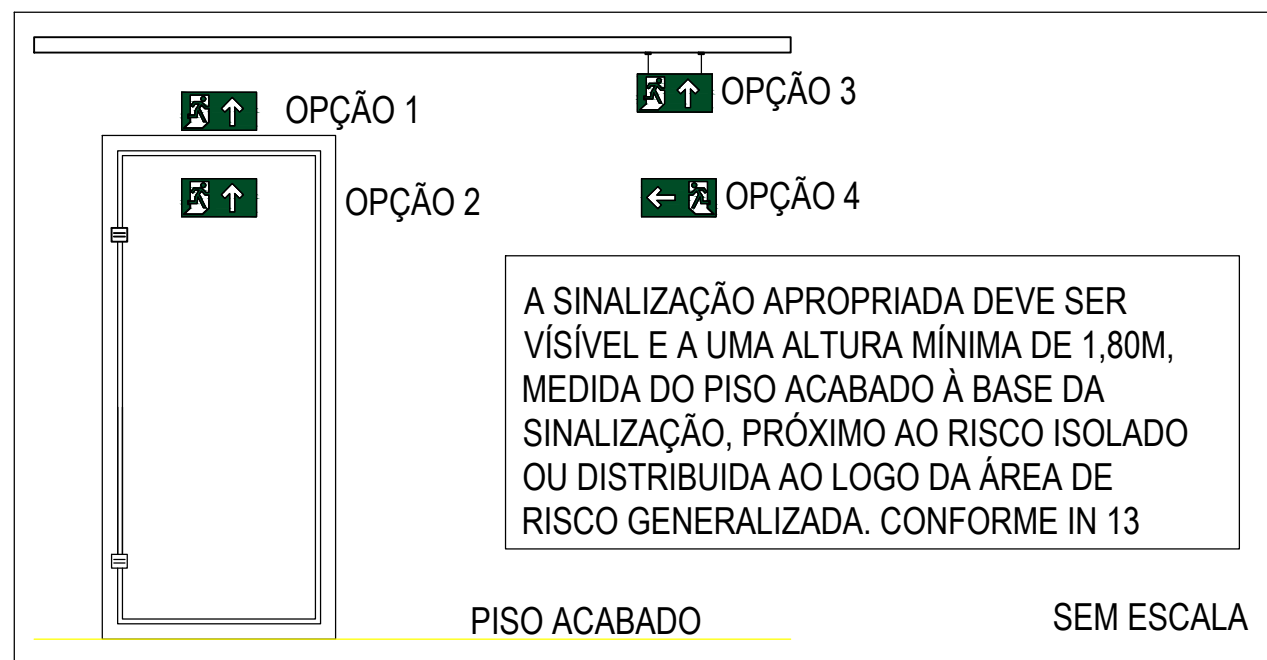 OPÇÃO 1
OPÇÃO 3
OPÇÃO 2
OPÇÃO 4
A SINALIZAÇÃO APROPRIADA DEVE SER
VÍSÍVEL E A UMA ALTURA MÍNIMA DE 1,80M,
MEDIDA DO PISO ACABADO À BASE DA
SINALIZAÇÃO, PRÓXIMO AO RISCO ISOLADO
OU DISTRIBUIDA AO LOGO DA ÁREA DE
RISCO GENERALIZADA. CONFORME IN 13
PISO ACABADO
SEM ESCALA